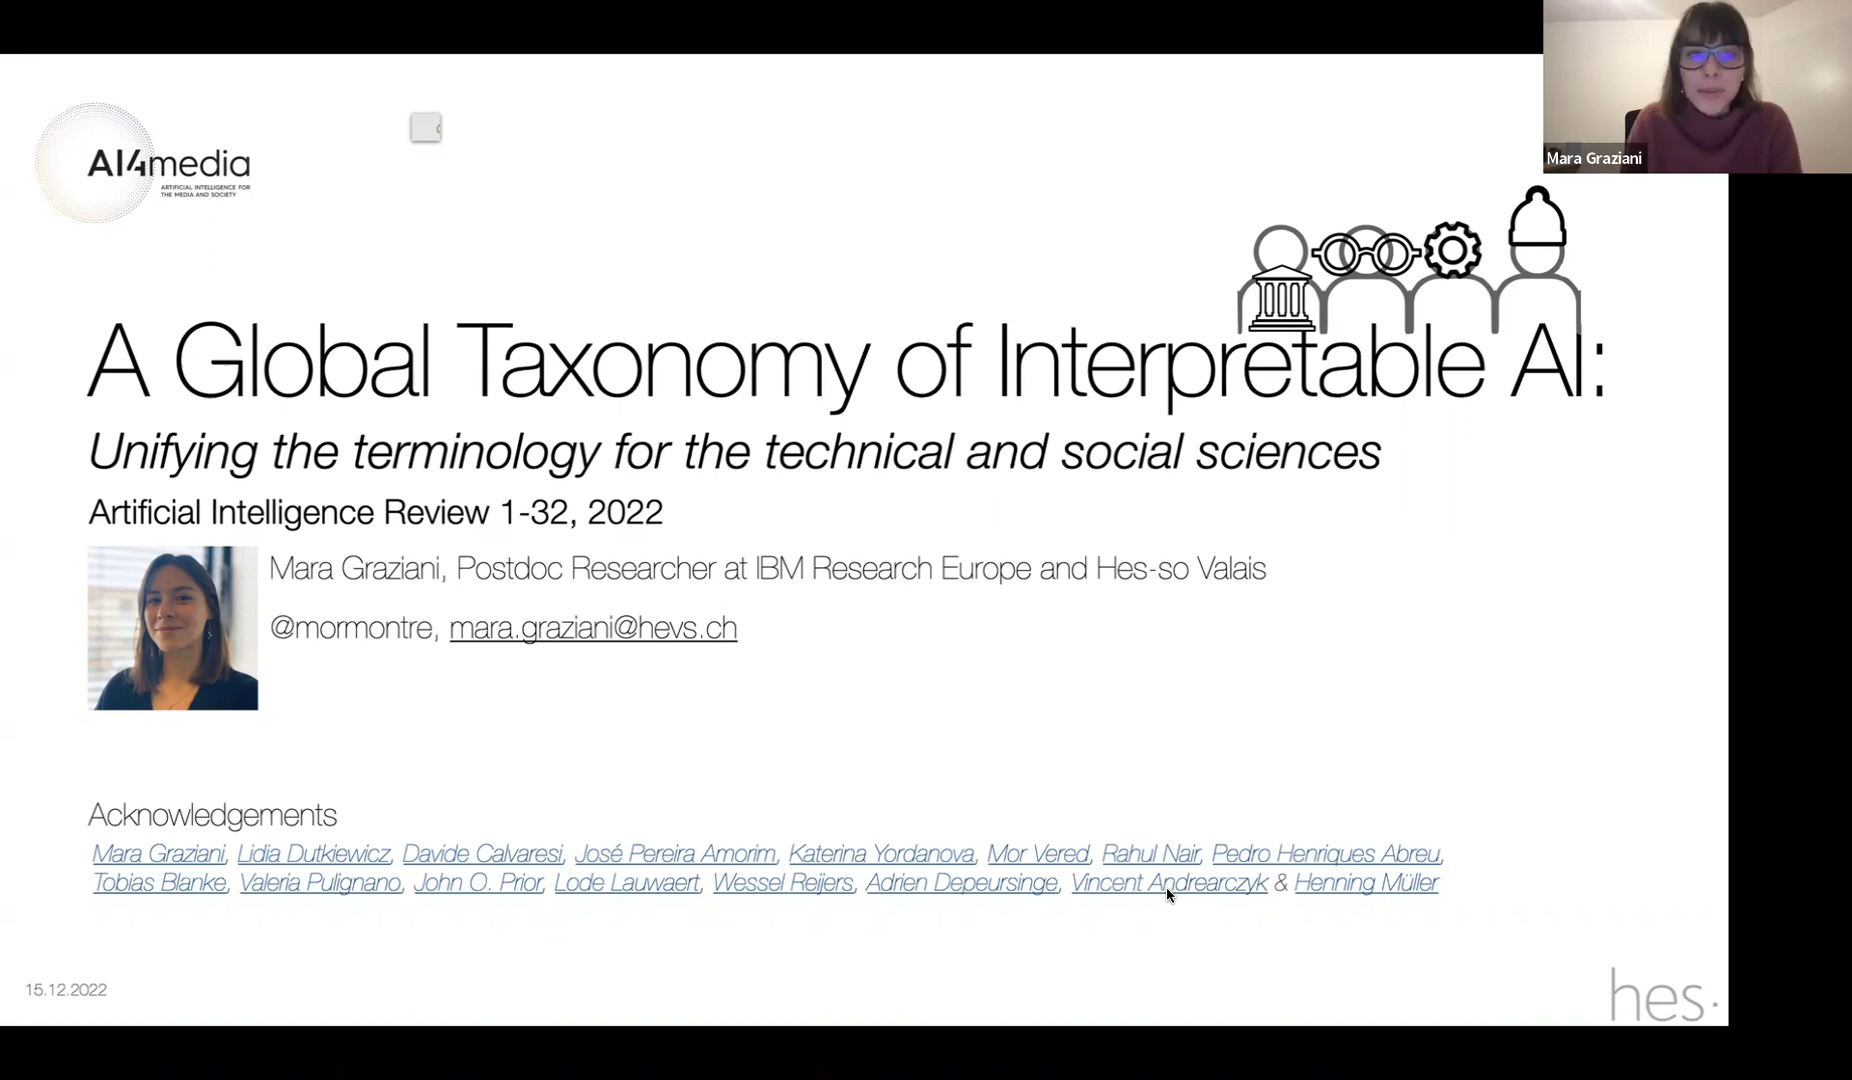 Mara Graziani
AI4media
ARTIFICIAL INTELLIGENCE FOR
THE MEDIA AND SOCIETY
A Global Taxonomy of Interpretable AI:
Unifying the terminology for the technical and social sciences
Artificial Intelligence Review 1-32, 2022
Mara Graziani, Postdoc Researcher at IBM Research Europe and Hes-so Valais
@mormontre, mara.graziani@hevs.ch
Acknowledgements
Mara Graziani, Lidia Dutkiewicz, Davide Calvaresi, José Pereira Amorim, Katerina Yordanova, Mor Vered, Rahul Nair, Pedro Henriques Abreu,
Tobias Blanke, Valeria Pulignano, John O. Prior, Lode Lauwaert, Wessel Reijers, Adrien Depeursinge, Vincent Andrearczyk & Henning Müller
15.12.2022
hes·